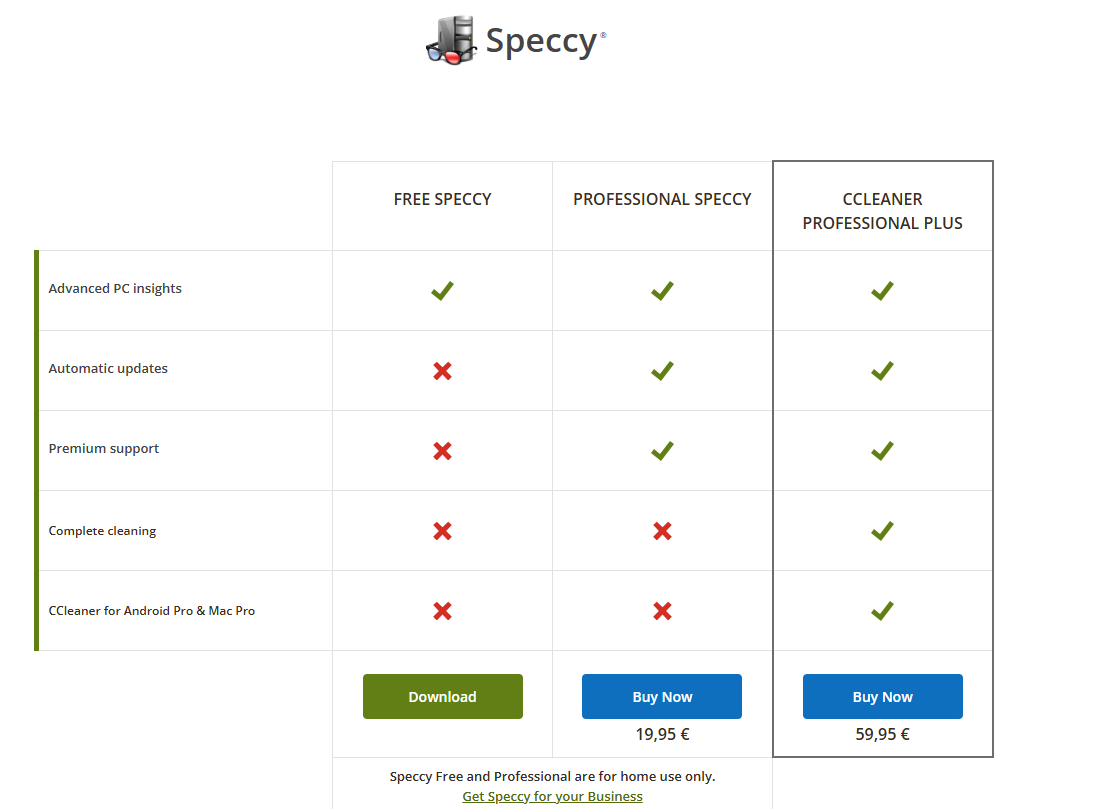 Speccy®
FREE SPECCY
PROFESSIONAL SPECCY
CCLEANER
PROFESSIONAL PLUS
Advanced PC insights
Automatic updates
Premium support
Complete cleaning
CCleaner for Android Pro & Mac Pro
Download
Buy Now
Buy Now
19,95 €
59,95 €
Speccy Free and Professional are for home use only.
Get Speccy for your Business